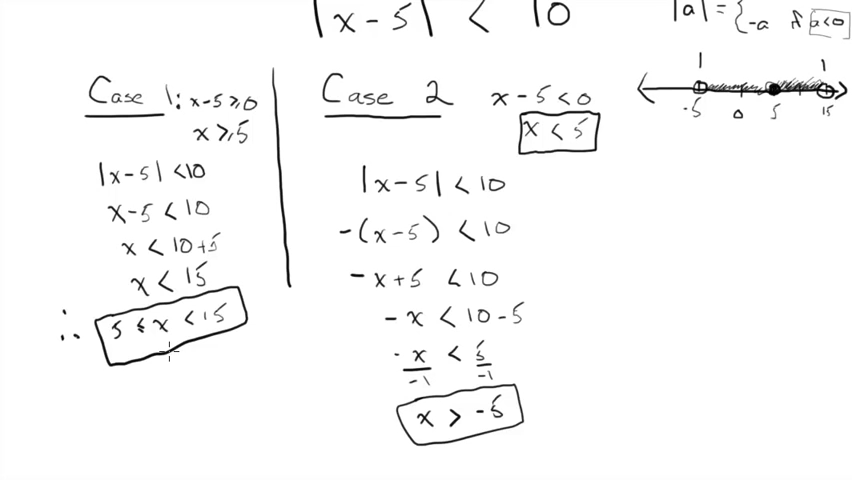 |x-5| < 10
|a| = {
-a if a<0
Case 1: x-5≥0
x≥5
|x-5| <10
x-5 <10
x < 10+5
x < 15
∴ 5 ≤ x < 15
Case 2 x-5<0
x < 5
|x-5| < 10
-(x-5) < 10
-x+5 < 10
-x < 10-5
-x < 5
-1 -1
x > -5
-5 0 5 15